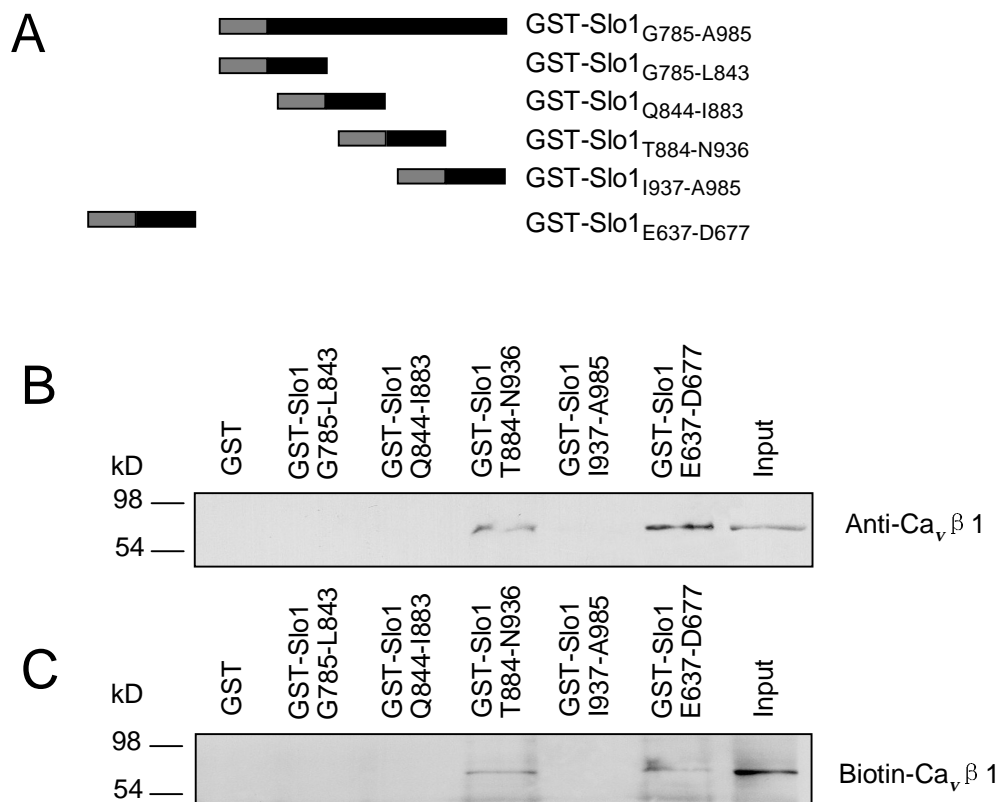 A
GST-Slo1G785-A985
GST-Slo1G785-L843
GST-Slo1Q844-I883
GST-Slo1T884-N936
GST-Slo1I937-A985
GST-Slo1E637-D677
B
kD
GST
GST-Slo1
G785-L843
GST-Slo1
Q844-I883
GST-Slo1
T884-N936
GST-Slo1
I937-A985
GST-Slo1
E637-D677
Input
98
54
Anti-Cavβ1
C
kD
GST
GST-Slo1
G785-L843
GST-Slo1
Q844-I883
GST-Slo1
T884-N936
GST-Slo1
I937-A985
GST-Slo1
E637-D677
Input
98
54
Biotin-Cavβ1